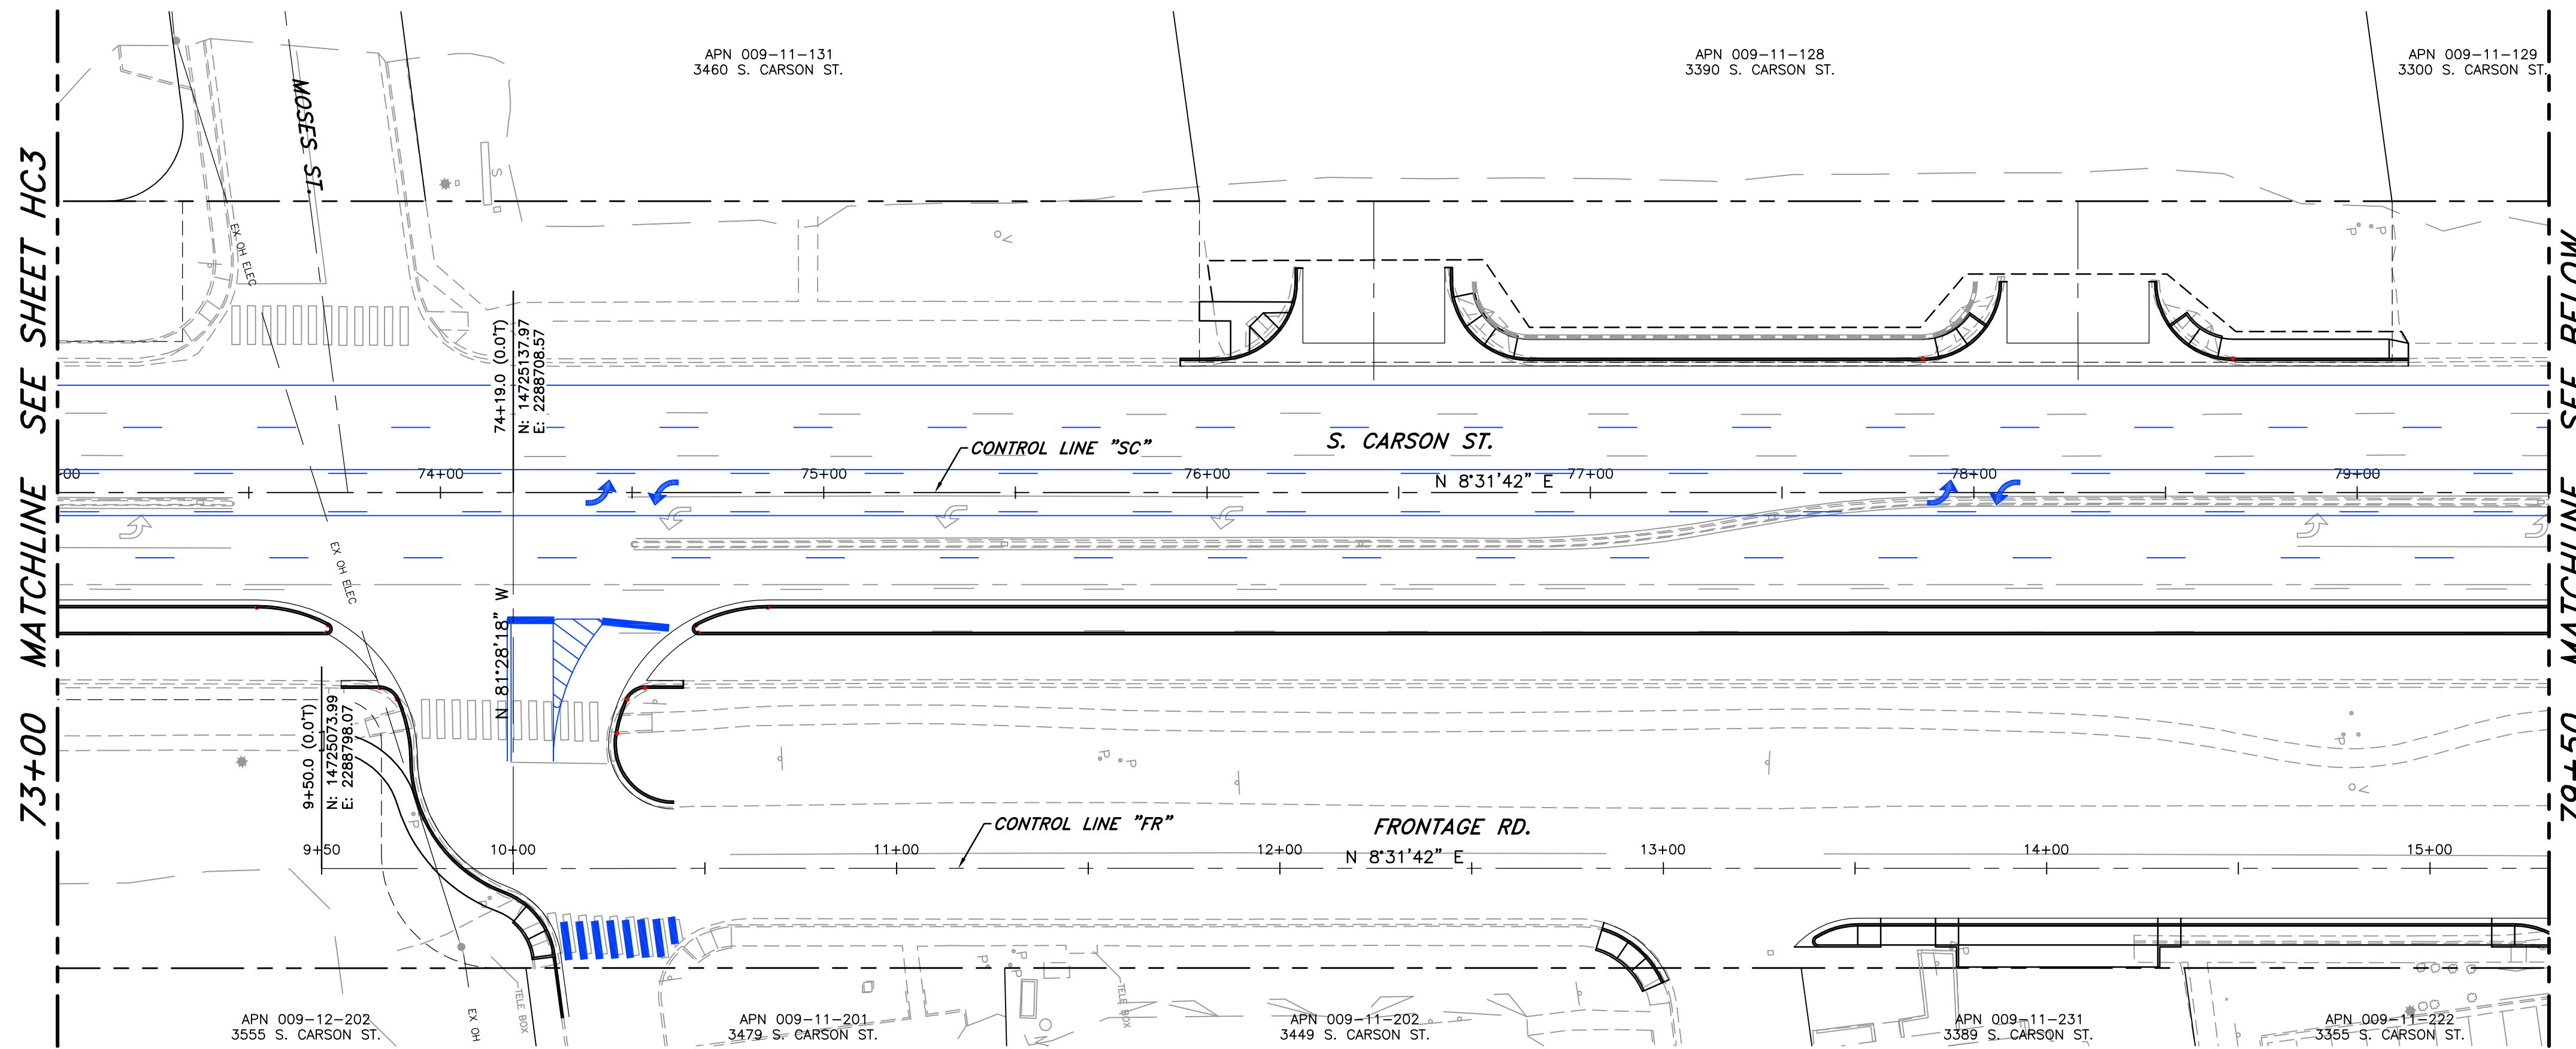 APN 009-11-131
3460 S. CARSON ST.
APN 009-11-128
3390 S. CARSON ST.
APN 009-11-129
3300 S. CARSON ST.
MOSES ST.
73+00 MATCHLINE SEE SHEET HC3
79+50 MATCHLINE SEE BELOW
EX OH ELEC
S
V
P
P
74+19.0 (0.0'T)
N: 14725137.97
E: 2288708.57
CONTROL LINE "SC"
S. CARSON ST.
00
74+00
75+00
76+00
77+00
78+00
79+00
N 8°31'42" E
EX OH ELEC
N 81°28'18" W
9+50.0 (0.0'T)
N: 14725073.99
E: 2288798.07
P
P
P
P
V
CONTROL LINE "FR"
FRONTAGE RD.
9+50
10+00
11+00
12+00
13+00
14+00
15+00
N 8°31'42" E
P
P
P
P
TELE BOX
TELE BOX
EX OH
APN 009-12-202
3555 S. CARSON ST.
APN 009-11-201
3479 S. CARSON ST.
APN 009-11-202
3449 S. CARSON ST.
APN 009-11-231
3389 S. CARSON ST.
APN 009-11-222
3355 S. CARSON ST.